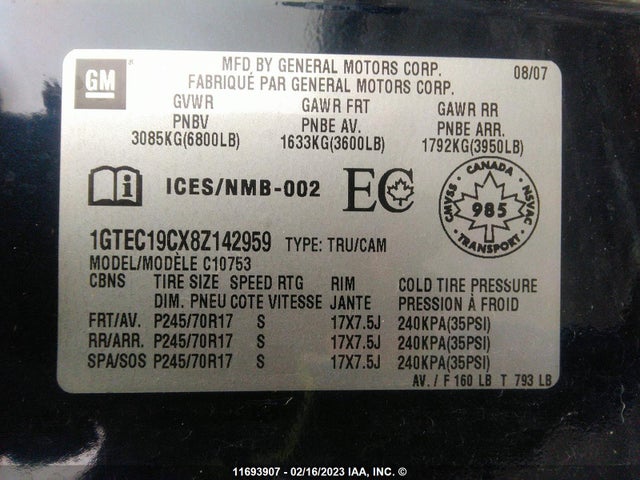 GM
MFD BY GENERAL MOTORS CORP.
FABRIQUÉ PAR GENERAL MOTORS CORP.
08/07
GVWR GAWR FRT GAWR RR
PNBV PNBE AV. PNBE ARR.
3085KG(6800LB) 1633KG(3600LB) 1792KG(3950LB)
i ICES/NMB-002 EC
CANADA
CMVSS 985 NSVAC
TRANSPORT
1GTEC19CX8Z142959 TYPE: TRU/CAM
MODEL/MODÈLE C10753
CBNS TIRE SIZE SPEED RTG RIM COLD TIRE PRESSURE
DIM. PNEU COTE VITESSE JANTE PRESSION À FROID
FRT/AV. P245/70R17 S 17X7.5J 240KPA(35PSI)
RR/ARR. P245/70R17 S 17X7.5J 240KPA(35PSI)
SPA/SOS P245/70R17 S 17X7.5J 240KPA(35PSI)
AV. / F 160 LB T 793 LB
11693907 - 02/16/2023 IAA, INC. ©